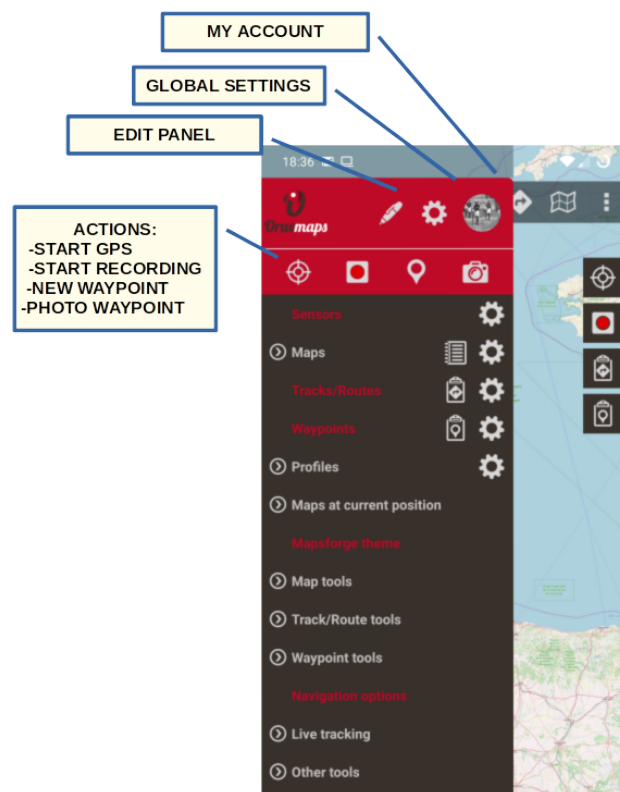 MY ACCOUNT
GLOBAL SETTINGS
EDIT PANEL
18:36
Oruxmaps
ACTIONS:
-START GPS
-START RECORDING
-NEW WAYPOINT
-PHOTO WAYPOINT
Sensors
Maps
Tracks/Routes
Waypoints
Profiles
Maps at current position
Mapsforge theme
Map tools
Track/Route tools
Waypoint tools
Navigation options
Live tracking
Other tools